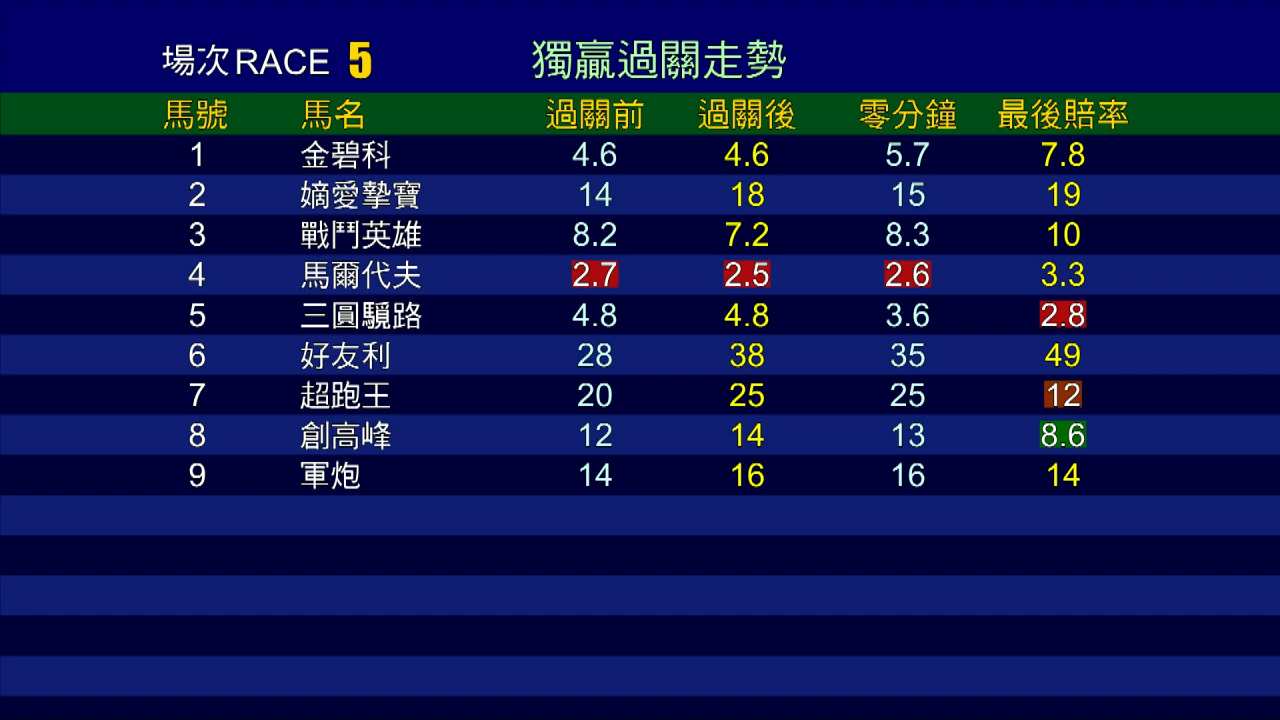 場次RACE 5 獨贏過關走勢
馬號 馬名 過關前 過關後 零分鐘 最後賠率
1 金碧科 4.6 4.6 5.7 7.8
2 嫡愛摯寶 14 18 15 19
3 戰鬥英雄 8.2 7.2 8.3 10
4 馬爾代夫 2.7 2.5 2.6 3.3
5 三圓驥路 4.8 4.8 3.6 2.8
6 好友利 28 38 35 49
7 超跑王 20 25 25 12
8 創高峰 12 14 13 8.6
9 軍炮 14 16 16 14